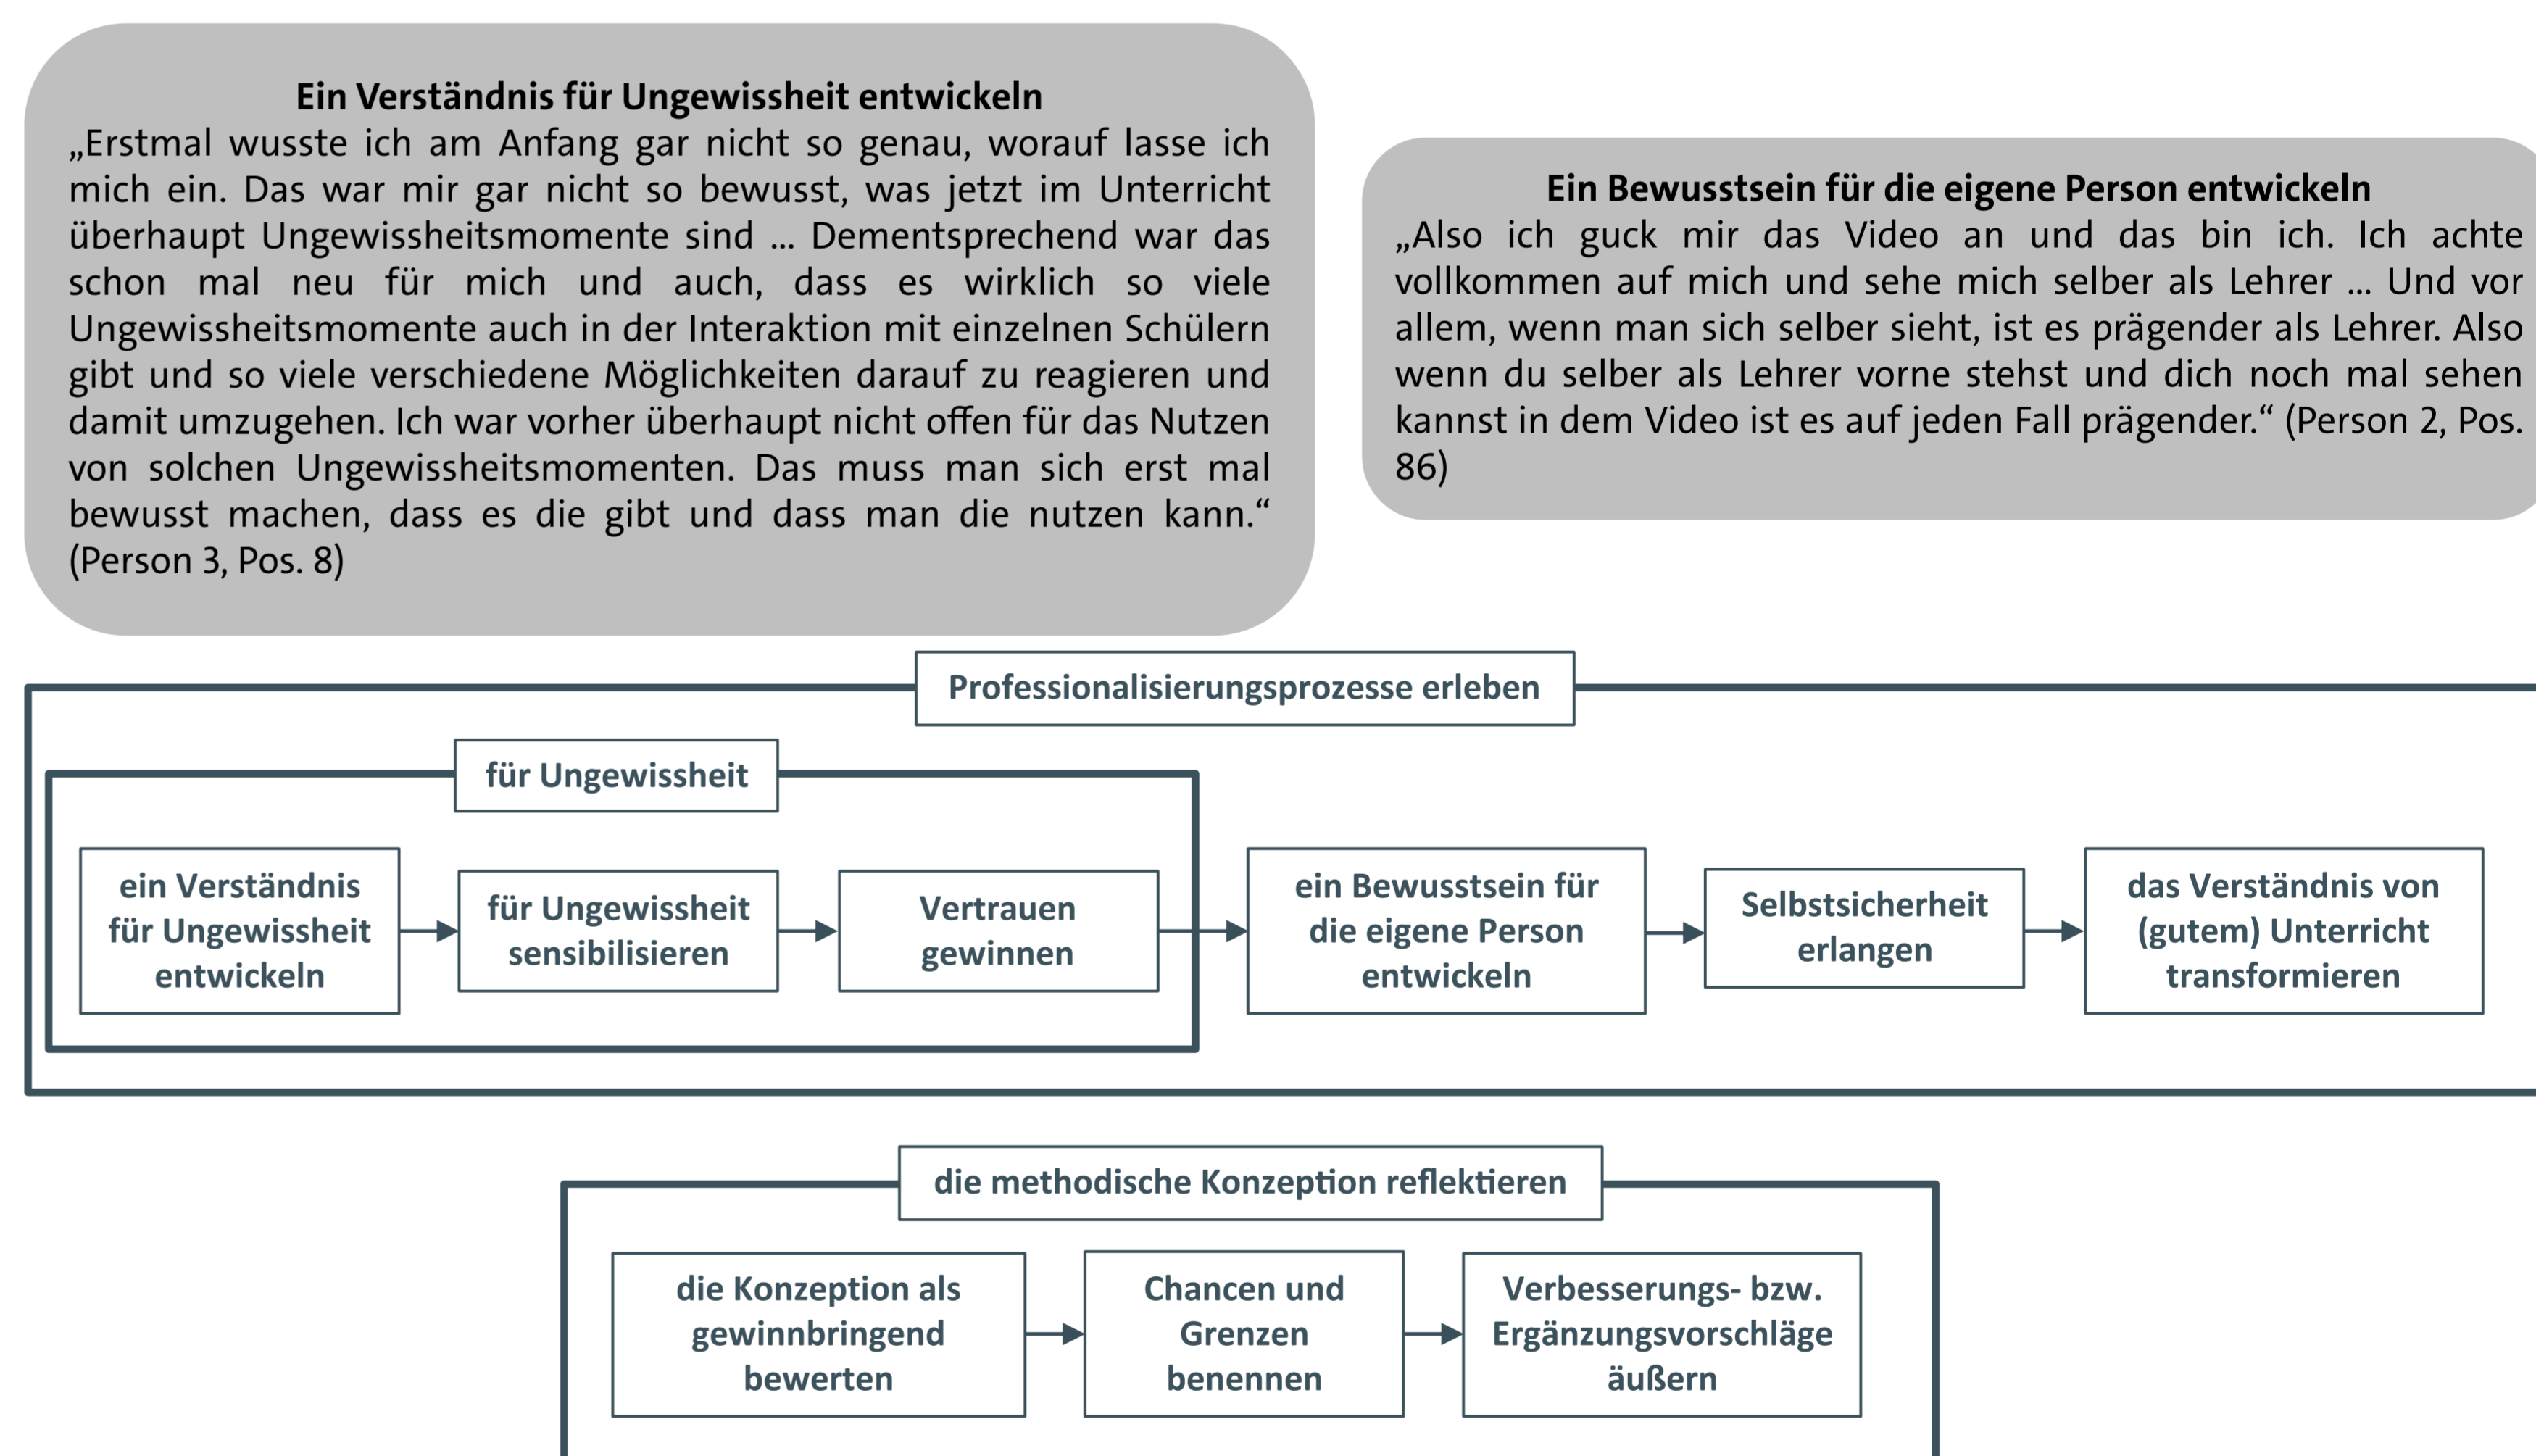 Ein Verständnis für Ungewissheit entwickeln
„Erstmal wusste ich am Anfang gar nicht so genau, worauf lasse ich
mich ein. Das war mir gar nicht so bewusst, was jetzt im Unterricht
überhaupt Ungewissheitsmomente sind ... Dementsprechend war das
schon mal neu für mich und auch, dass es wirklich so viele
Ungewissheitsmomente auch in der Interaktion mit einzelnen Schülern
gibt und so viele verschiedene Möglichkeiten darauf zu reagieren und
damit umzugehen. Ich war vorher überhaupt nicht offen für das Nutzen
von solchen Ungewissheitsmomenten. Das muss man sich erst mal
bewusst machen, dass es die gibt und dass man die nutzen kann.“
(Person 3, Pos. 8)
Ein Bewusstsein für die eigene Person entwickeln
„Also ich guck mir das Video an und das bin ich. Ich achte
vollkommen auf mich und sehe mich selber als Lehrer ... Und vor
allem, wenn man sich selber sieht, ist es prägender als Lehrer. Also
wenn du selber als Lehrer vorne stehst und dich noch mal sehen
kannst in dem Video ist es auf jeden Fall prägender.“ (Person 2, Pos.
86)
Professionalisierungsprozesse erleben
für Ungewissheit
ein Verständnis
für Ungewissheit
entwickeln
für Ungewissheit
sensibilisieren
Vertrauen
gewinnen
ein Bewusstsein für
die eigene Person
entwickeln
Selbstsicherheit
erlangen
das Verständnis von
(gutem) Unterricht
transformieren
die methodische Konzeption reflektieren
die Konzeption als
gewinnbringend
bewerten
Chancen und
Grenzen
benennen
Verbesserungs- bzw.
Ergänzungsvorschläge
äußern